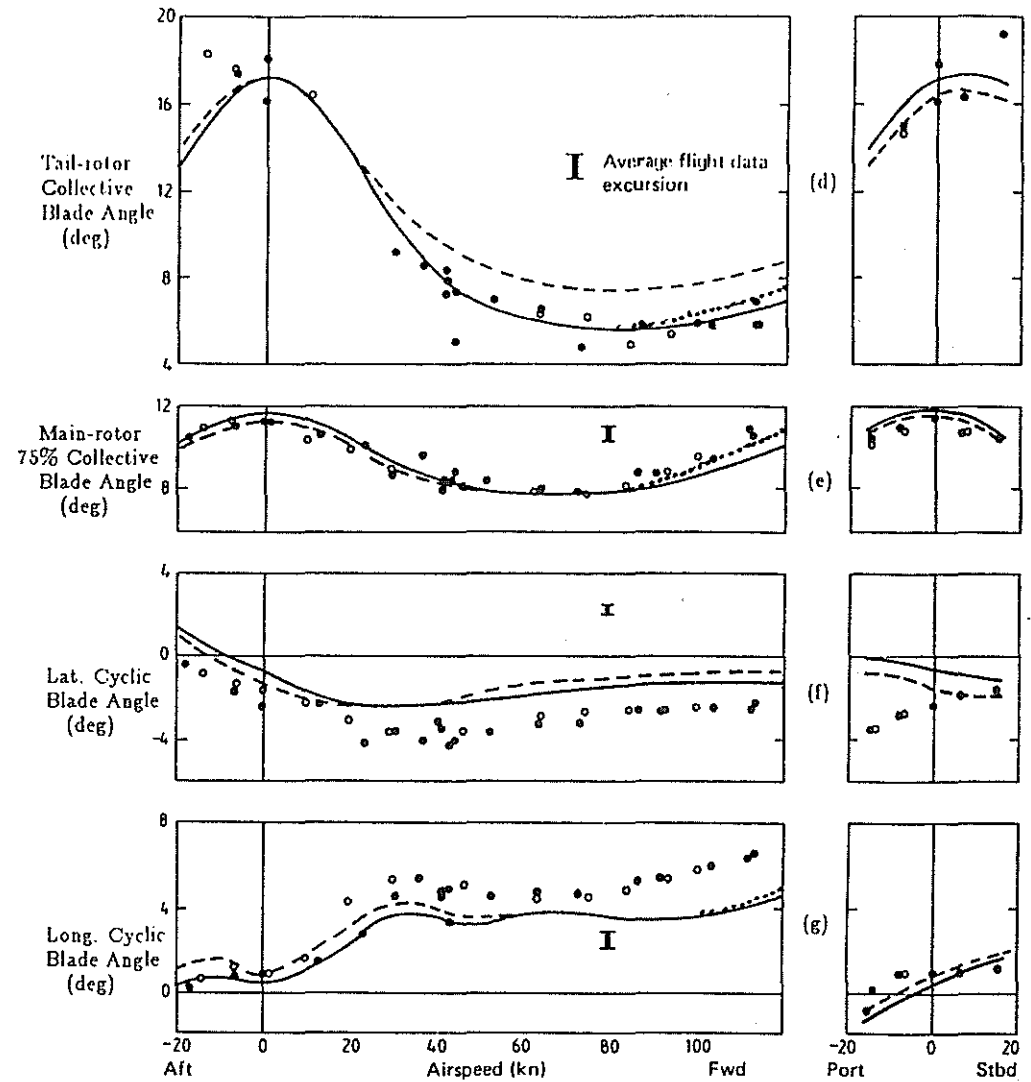 20
16
12
8
4
Tail-rotor
Collective
Blade Angle
(deg)
Average flight data
excursion
(d)
12
8
Main-rotor
75% Collective
Blade Angle
(deg)
(e)
4
0
-4
Lat. Cyclic
Blade Angle
(deg)
(f)
8
4
0
Long. Cyclic
Blade Angle
(deg)
(g)
-20 0 20 40 60 80 100
Aft Airspeed (kn) Fwd
-20 0 20
Port Stbd